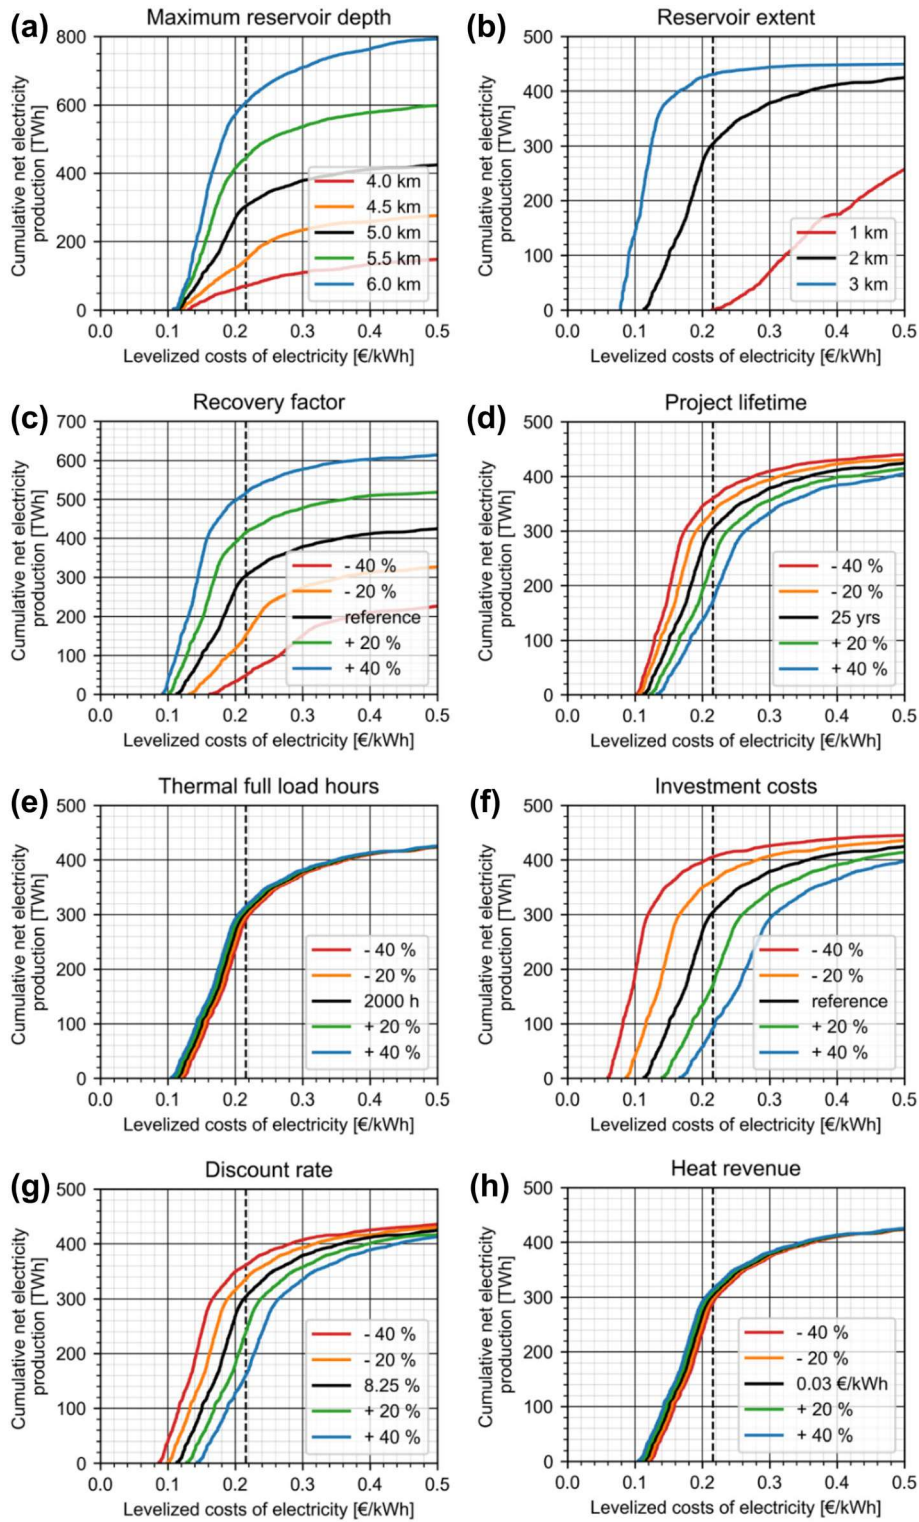 (a)
Maximum reservoir depth
Cumulative net electricity
production [TWh]
800
600
400
200
0
4.0 km
4.5 km
5.0 km
5.5 km
6.0 km
0.0 0.1 0.2 0.3 0.4 0.5
Levelized costs of electricity [€/kWh]
(b)
Reservoir extent
Cumulative net electricity
production [TWh]
500
400
300
200
100
0
1 km
2 km
3 km
0.0 0.1 0.2 0.3 0.4 0.5
Levelized costs of electricity [€/kWh]
(c)
Recovery factor
Cumulative net electricity
production [TWh]
700
600
500
400
300
200
100
0
- 40 %
- 20 %
reference
+ 20 %
+ 40 %
0.0 0.1 0.2 0.3 0.4 0.5
Levelized costs of electricity [€/kWh]
(d)
Project lifetime
Cumulative net electricity
production [TWh]
500
400
300
200
100
0
- 40 %
- 20 %
25 yrs
+ 20 %
+ 40 %
0.0 0.1 0.2 0.3 0.4 0.5
Levelized costs of electricity [€/kWh]
(e)
Thermal full load hours
Cumulative net electricity
production [TWh]
500
400
300
200
100
0
- 40 %
- 20 %
2000 h
+ 20 %
+ 40 %
0.0 0.1 0.2 0.3 0.4 0.5
Levelized costs of electricity [€/kWh]
(f)
Investment costs
Cumulative net electricity
production [TWh]
500
400
300
200
100
0
- 40 %
- 20 %
reference
+ 20 %
+ 40 %
0.0 0.1 0.2 0.3 0.4 0.5
Levelized costs of electricity [€/kWh]
(g)
Discount rate
Cumulative net electricity
production [TWh]
500
400
300
200
100
0
- 40 %
- 20 %
8.25 %
+ 20 %
+ 40 %
0.0 0.1 0.2 0.3 0.4 0.5
Levelized costs of electricity [€/kWh]
(h)
Heat revenue
Cumulative net electricity
production [TWh]
500
400
300
200
100
0
- 40 %
- 20 %
0.03 €/kWh
+ 20 %
+ 40 %
0.0 0.1 0.2 0.3 0.4 0.5
Levelized costs of electricity [€/kWh]